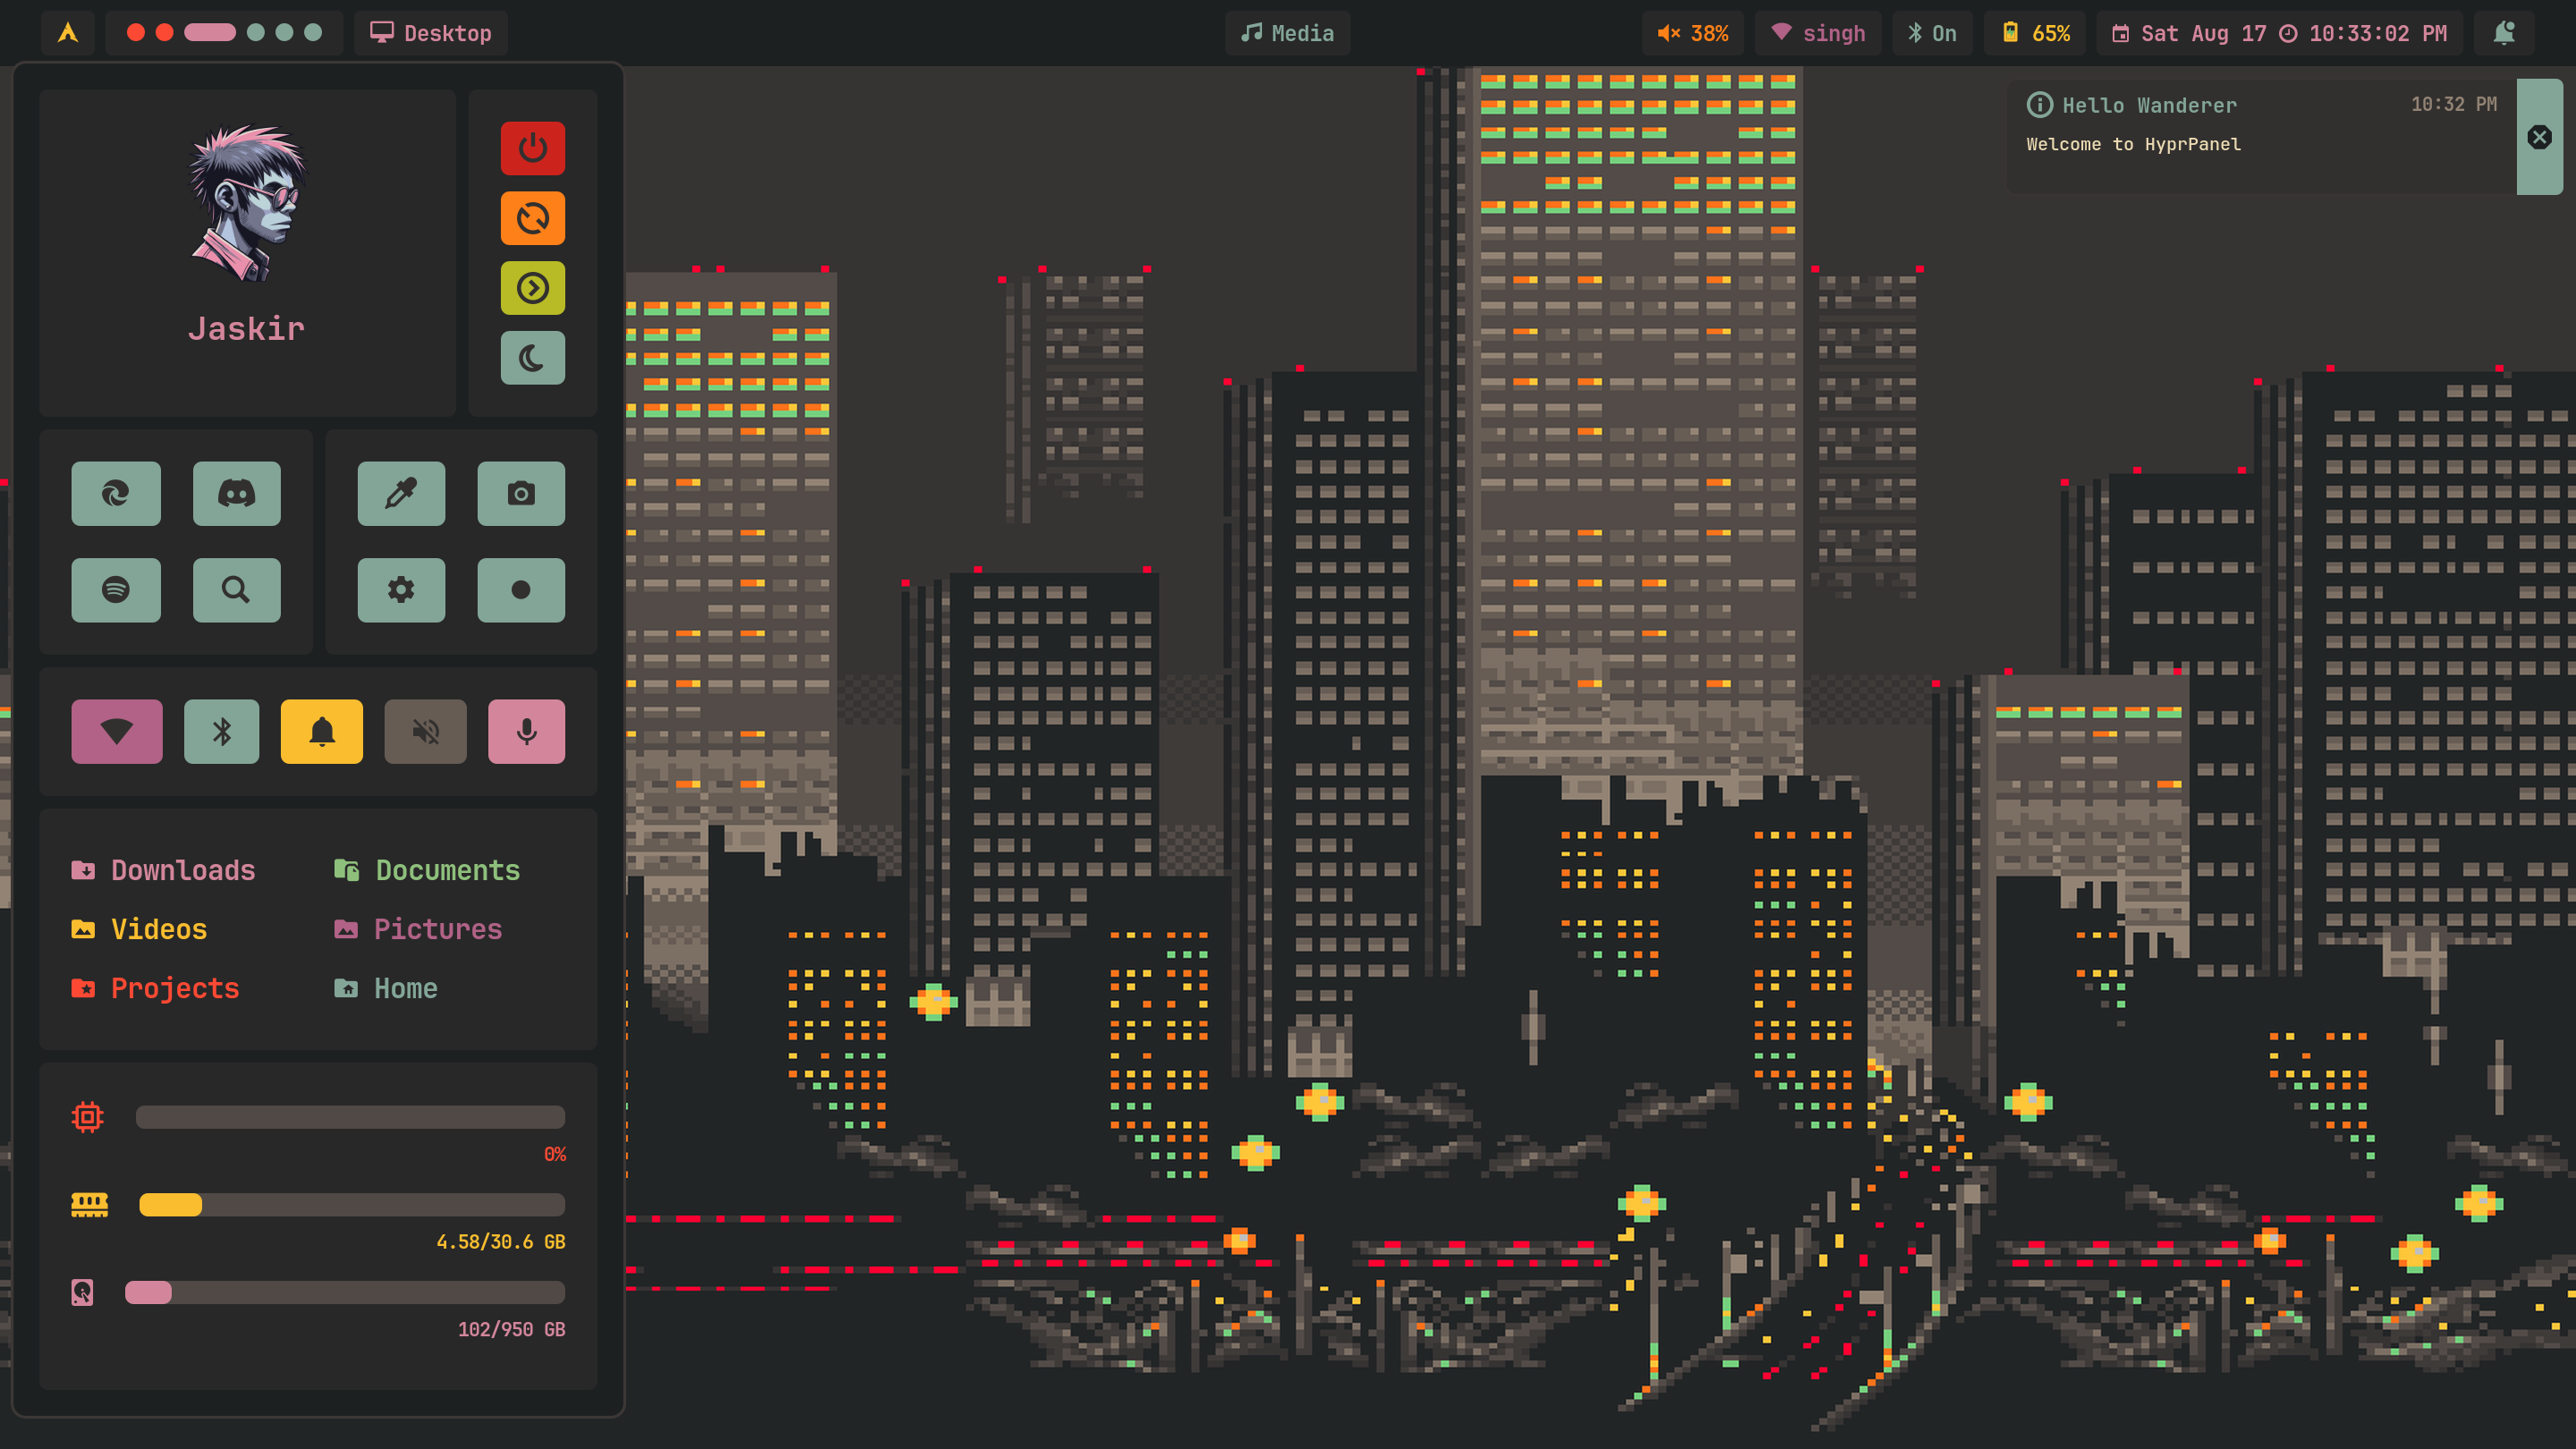 Desktop
Media
38%
singh
On
65%
Sat Aug 17 10:33:02 PM
Hello Wanderer
10:32 PM
Welcome to HyprPanel
Jaskir
Downloads
Documents
Videos
Pictures
Projects
Home
0%
4.58/30.6 GB
102/950 GB